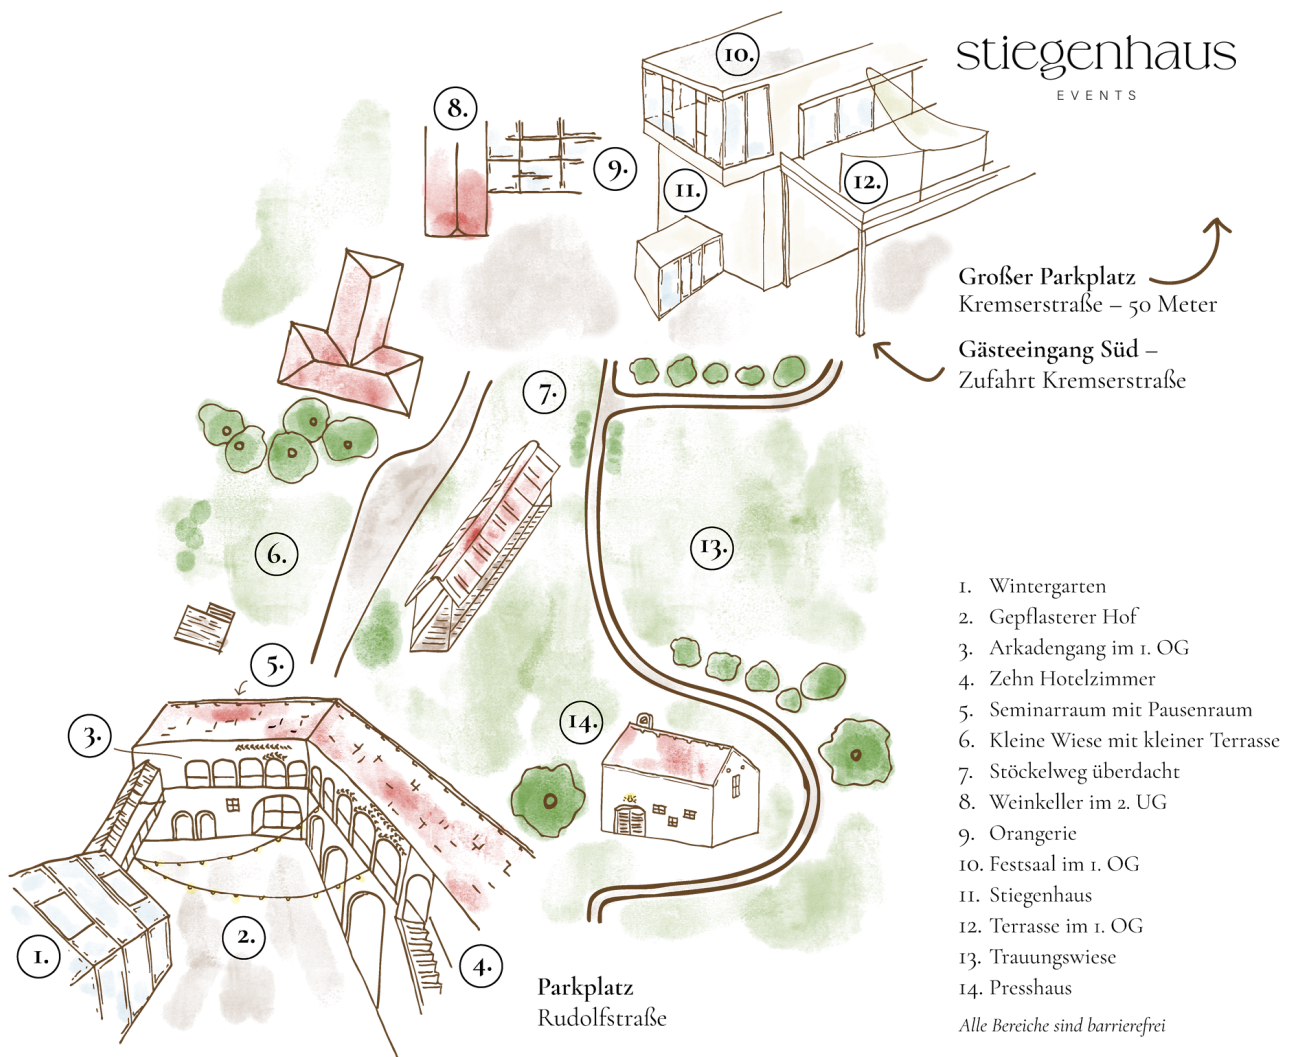 stiegenhaus
EVENTS
10.
8.
9.
11.
12.
Großer Parkplatz
Kremserstraße – 50 Meter
Gästeeingang Süd –
Zufahrt Kremserstraße
7.
6.
13.
5.
3.
14.
1.
2.
4.
Parkplatz
Rudolfstraße
1. Wintergarten
2. Gepflasterer Hof
3. Arkadengang im 1. OG
4. Zehn Hotelzimmer
5. Seminarraum mit Pausenraum
6. Kleine Wiese mit kleiner Terrasse
7. Stöckelweg überdacht
8. Weinkeller im 2. UG
9. Orangerie
10. Festsaal im 1. OG
11. Stiegenhaus
12. Terrasse im 1. OG
13. Trauungswiese
14. Presshaus
Alle Bereiche sind barrierefrei